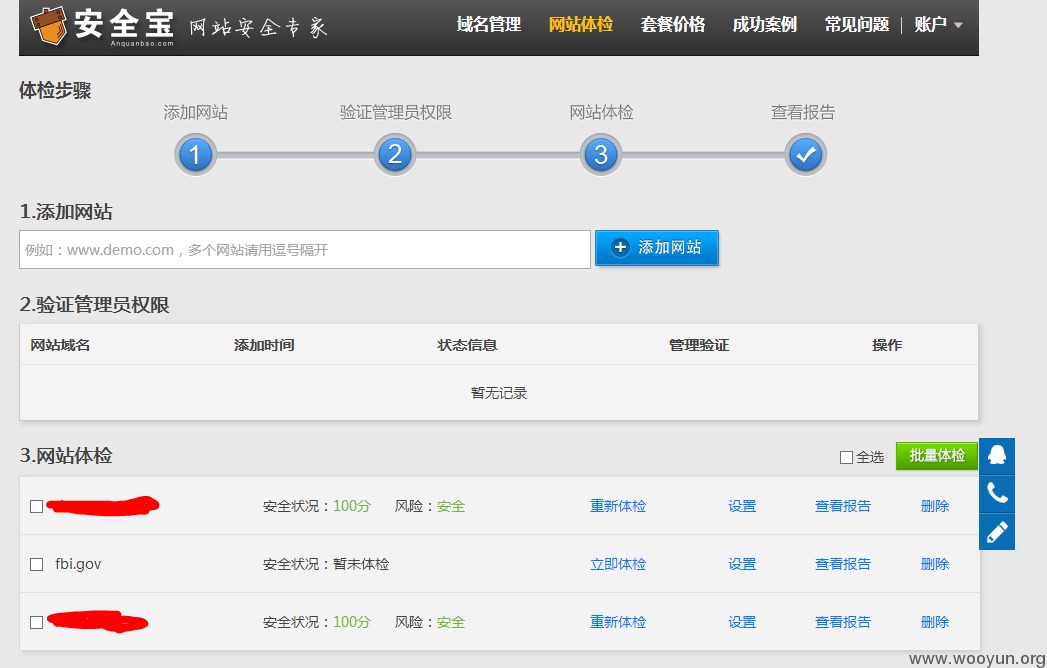 安全宝 Anquanbao.com 网站安全专家 域名管理 网站体检 套餐价格 成功案例 常见问题 | 账户
体检步骤
添加网站 验证管理员权限 网站体检 查看报告
1 2 3
1.添加网站
例如：www.demo.com，多个网站请用逗号隔开 添加网站
2.验证管理员权限
网站域名 添加时间 状态信息 管理验证 操作
暂无记录
3.网站体检 全选 批量体检
安全状况：100分 风险：安全 重新体检 设置 查看报告 删除
fbi.gov 安全状况：暂未体检 立即体检 设置 查看报告 删除
安全状况：100分 风险：安全 重新体检 设置 查看报告 删除
www.wooyun.org